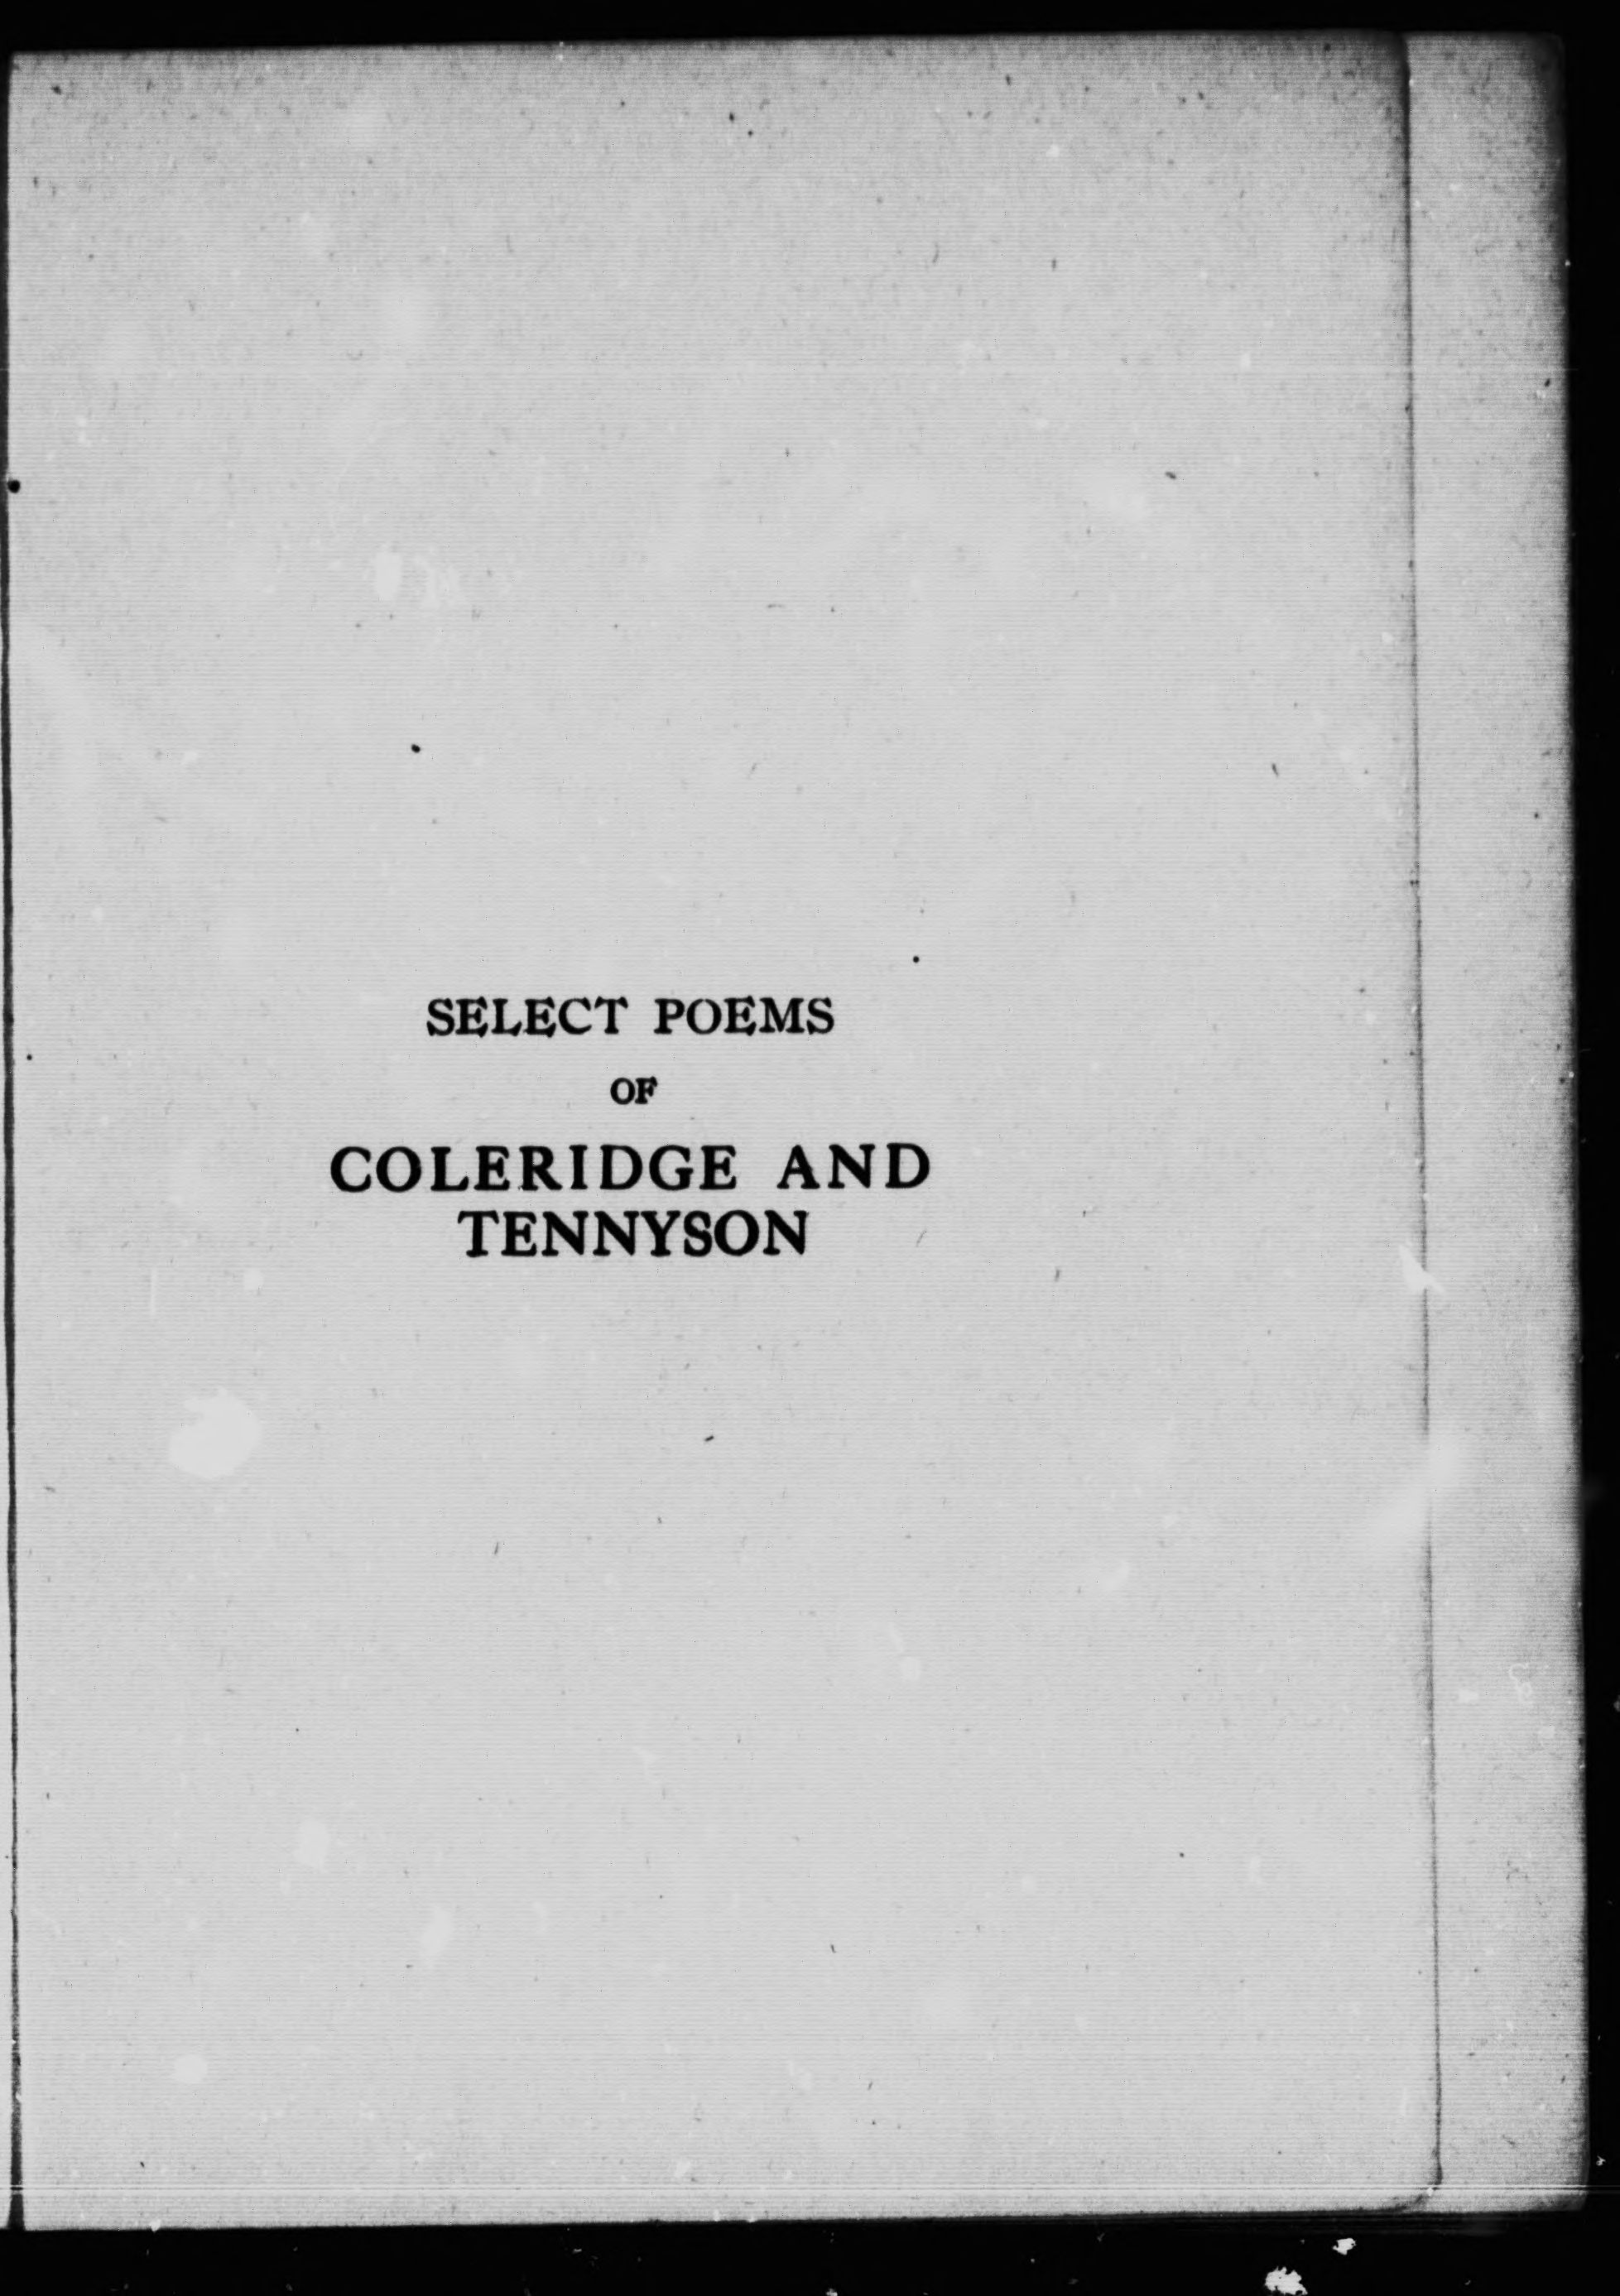 SELECT POEMS
OF
COLERIDGE AND
TENNYSON